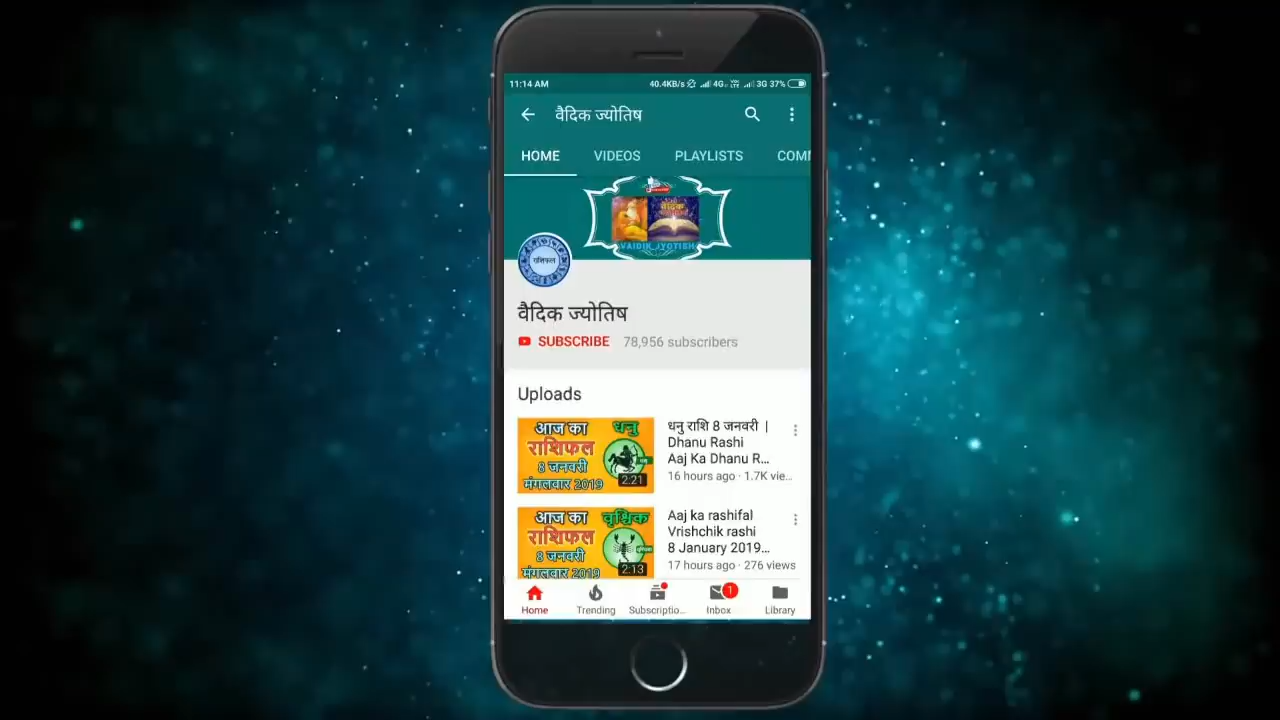 11:14 AM 40.4KB/s 4G 3G 37%
वैदिक ज्योतिष
HOME VIDEOS PLAYLISTS COMM
वैदिक
VAIDIK JYOTISH
राशिफल
वैदिक ज्योतिष
SUBSCRIBE 78,956 subscribers
Uploads
आज का धनु
राशिफल
8 जनवरी
मंगलवार 2019 2:21
धनु राशि 8 जनवरी |
Dhanu Rashi
Aaj Ka Dhanu R...
16 hours ago · 1.7K vie...
आज का वृश्चिक
राशिफल
8 जनवरी
मंगलवार 2019 2:13
Aaj ka rashifal
Vrishchik rashi
8 January 2019...
17 hours ago · 276 views
1
Home Trending Subscriptio... Inbox Library